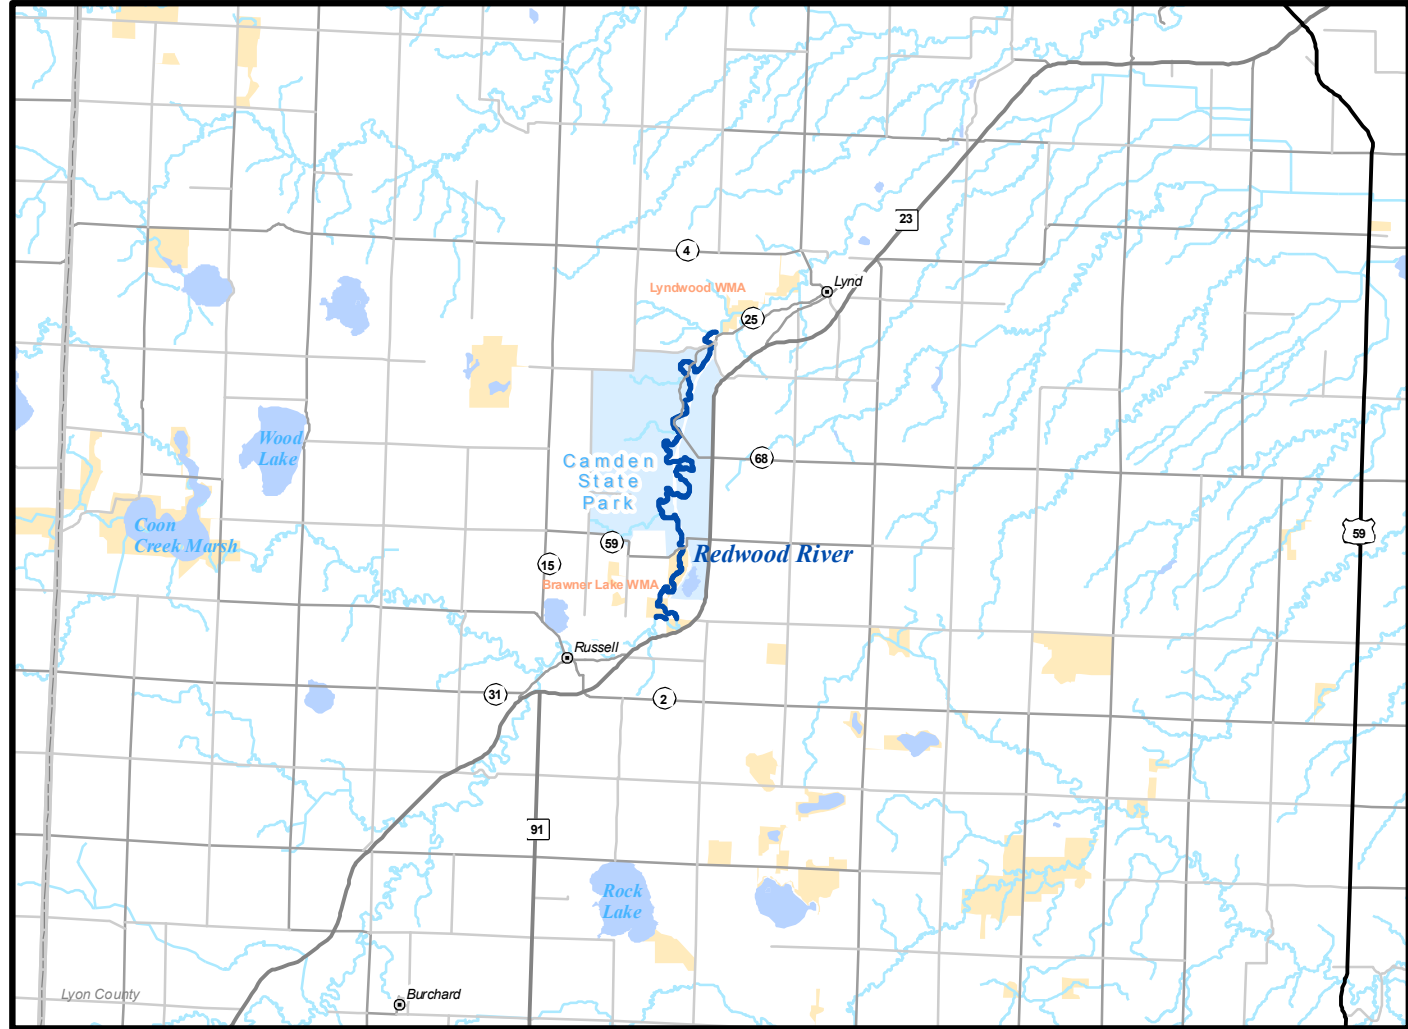 23
4
Lynd
Lyndwood WMA
25
Wood
Lake
Camden
State
Park
68
Coon
Creek Marsh
59
59
Redwood River
15
Brawner Lake WMA
Russell
31
2
91
Rock
Lake
Lyon County
Burchard